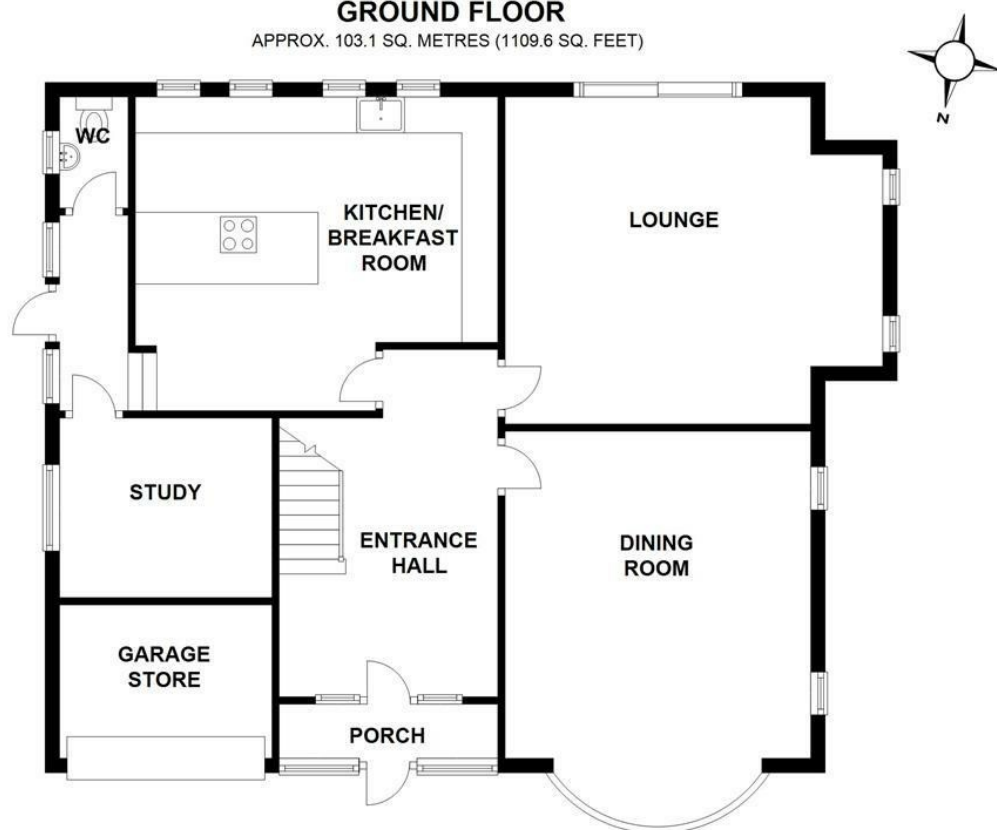 GROUND FLOOR
APPROX. 103.1 SQ. METRES (1109.6 SQ. FEET)
N
WC
KITCHEN/
BREAKFAST
ROOM
LOUNGE
STUDY
ENTRANCE
HALL
DINING
ROOM
GARAGE
STORE
PORCH